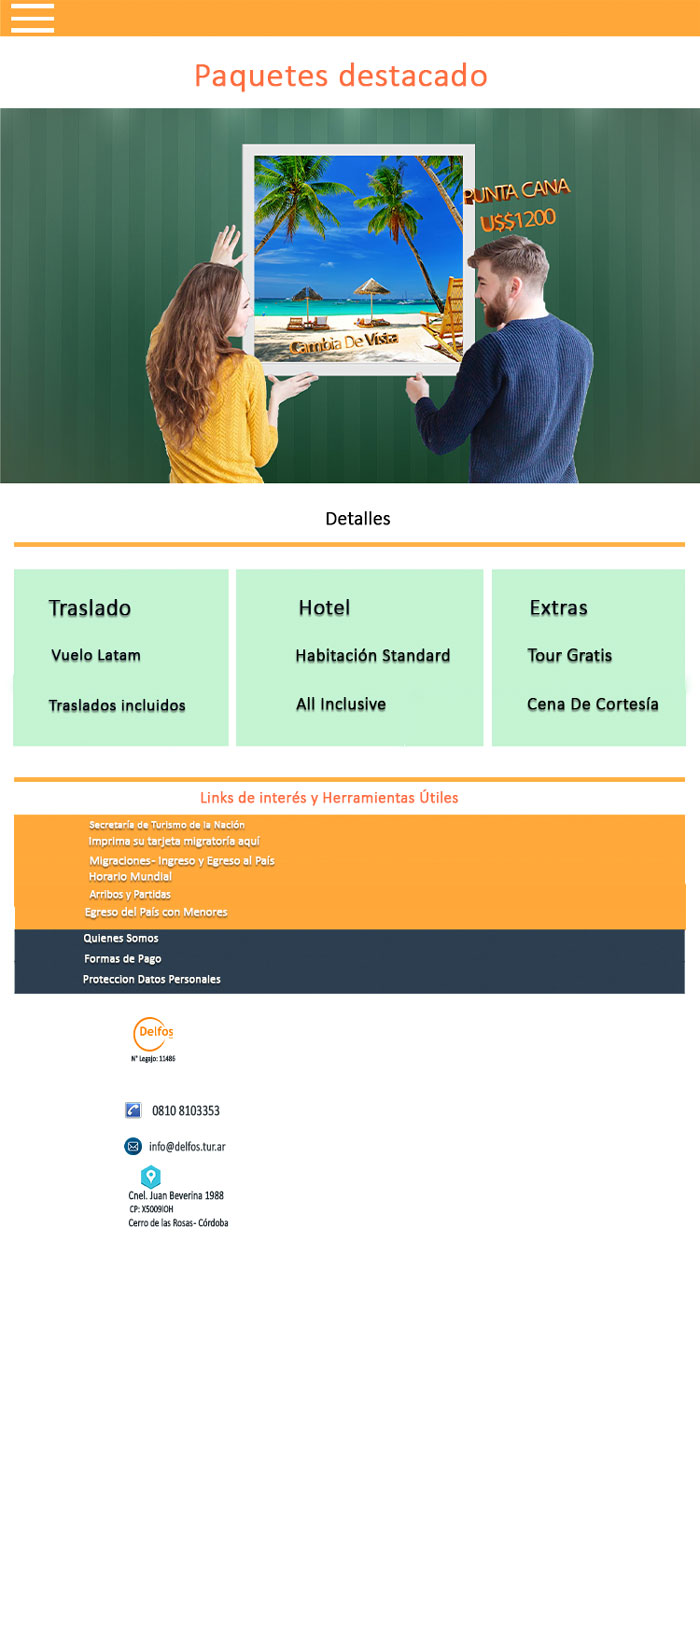 Paquetes destacado
PUNTA CANA
U$$1200
Cambia De Vista
Detalles
Traslado
Vuelo Latam
Traslados incluidos
Hotel
Habitación Standard
All Inclusive
Extras
Tour Gratis
Cena De Cortesía
Links de interés y Herramientas Útiles
Secretaría de Turismo de la Nación
Imprima su tarjeta migratoría aquí
Migraciones- Ingreso y Egreso al País
Horario Mundial
Arribos y Partidas
Egreso del País con Menores
Quienes Somos
Formas de Pago
Proteccion Datos Personales
Delfos
N° Legajo: 11486
0810 8103353
info@delfos.tur.ar
Cnel. Juan Beverina 1988
CP: X5009IOH
Cerro de las Rosas- Córdoba